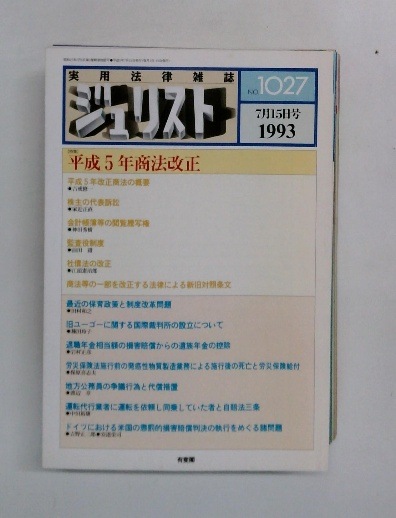 実用法律雑誌
ジュリスト
NO. 1027
7月15日号
1993
平成5年商法改正
平成5年改正商法の概要
株主の代表訴訟
会計帳簿等の閲覧謄写権
監査役制度
社債法の改正
商法等の一部を改正する法律による新旧対照条文
最近の保育政策と制度改革問題
旧ユーゴーに関する国際裁判所の設立について
退職年金相当額の損害賠償からの遺族年金の控除
労災保険法施行前の発癌性物質製造業務による施行後の死亡と労災保険給付
地方公務員の争議行為と代償措置
運転代行業者に運転を依頼し同乗していた者と自賠法三条
ドイツにおける米国の懲罰的損害賠償判決の執行をめぐる諸問題
有斐閣